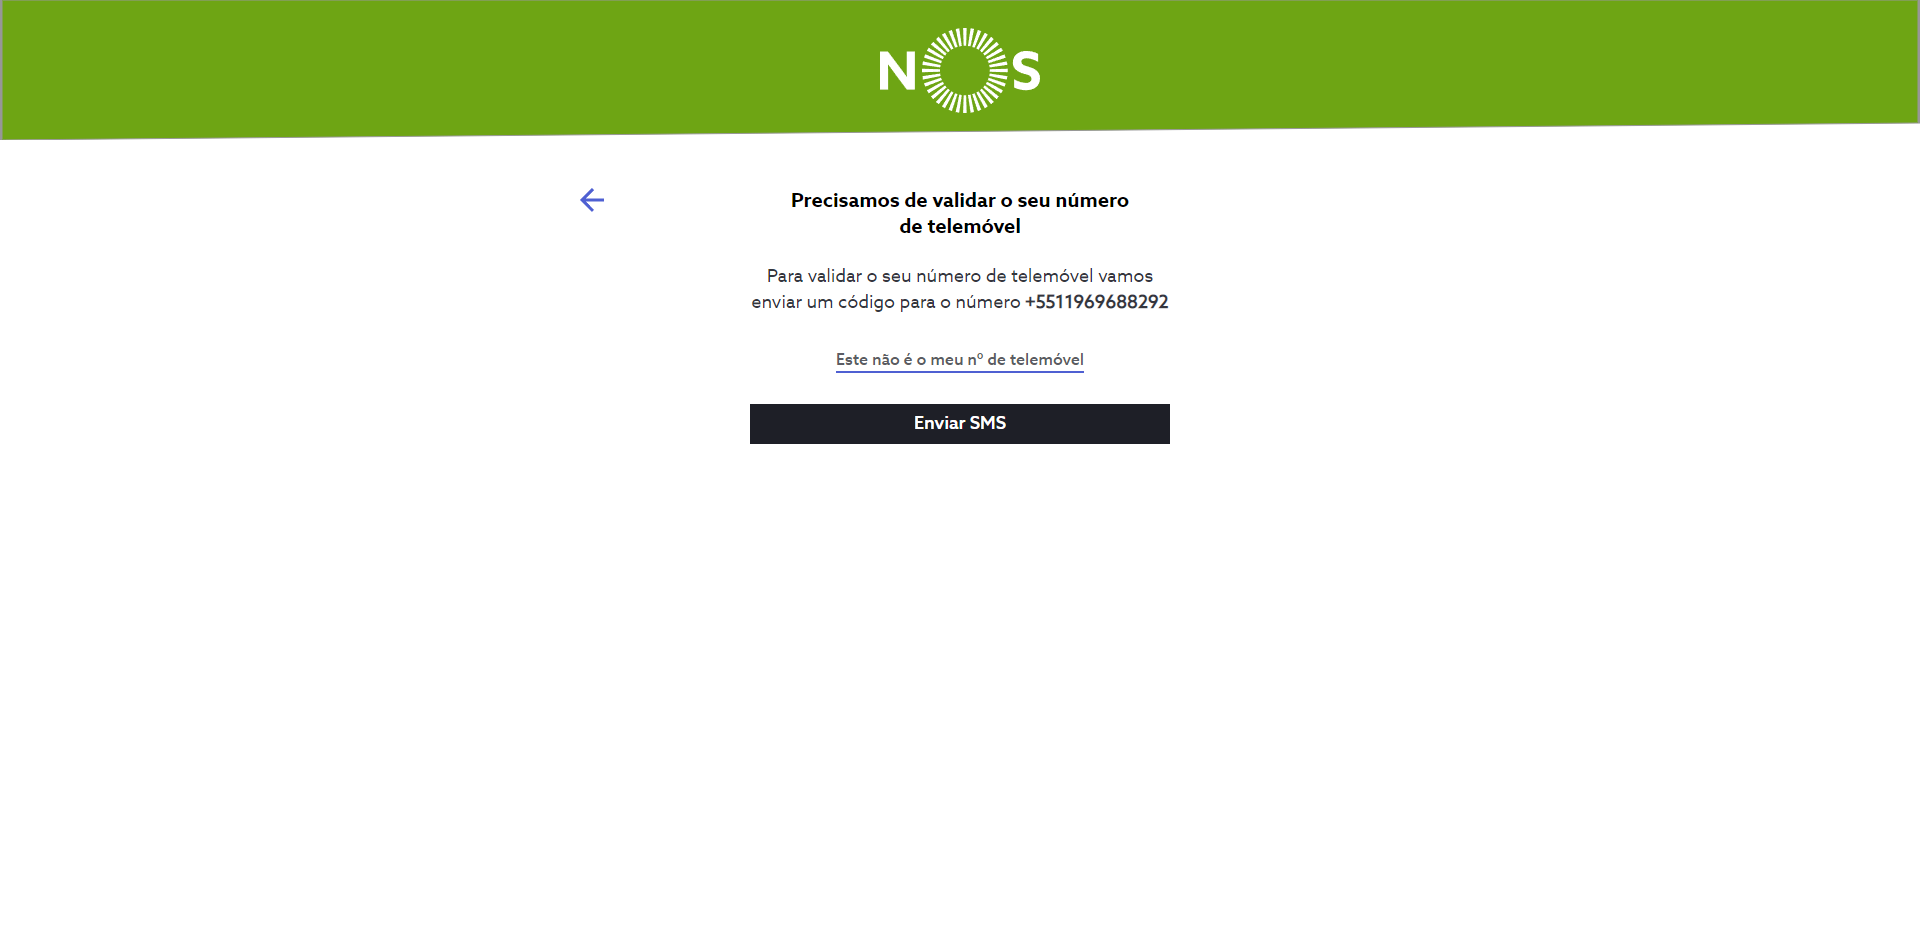 NOS
Precisamos de validar o seu número
de telemóvel
Para validar o seu número de telemóvel vamos
enviar um código para o número +5511969688292
Este não é o meu nº de telemóvel
Enviar SMS